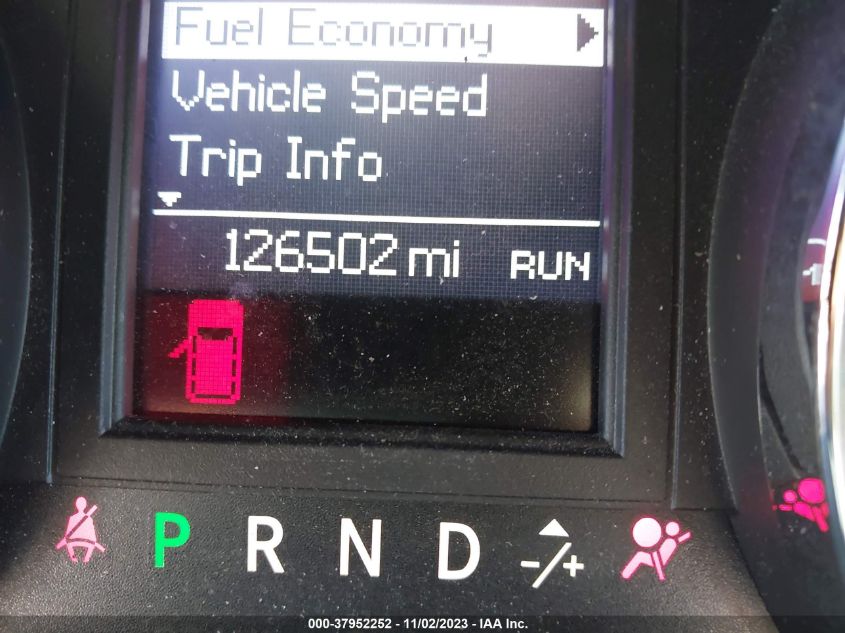 Fuel Economy
Vehicle Speed
Trip Info
126502 mi RUN
P R N D -/+
000-37952252 - 11/02/2023 - IAA Inc.